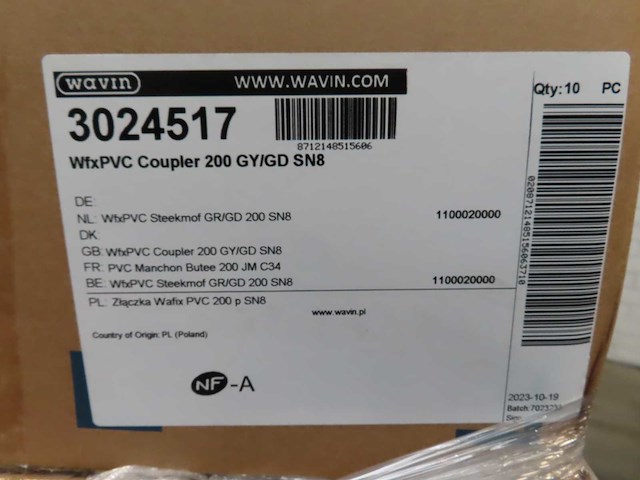 wavin
WWW.WAVIN.COM
Qty: 10 PC
3024517
8712148515606
WfxPVC Coupler 200 GY/GD SN8
DE:
NL: WfxPVC Steekmof GR/GD 200 SN8 1100020000
DK:
GB: WfxPVC Coupler 200 GY/GD SN8
FR: PVC Manchon Butee 200 JM C34
BE: WfxPVC Steekmof GR/GD 200 SN8 1100020000
PL: Złączka Wafix PVC 200 p SN8
www.wavin.pl
Country of Origin: PL (Poland)
NF-A
02087121485156063710
2023-10-19
Batch: